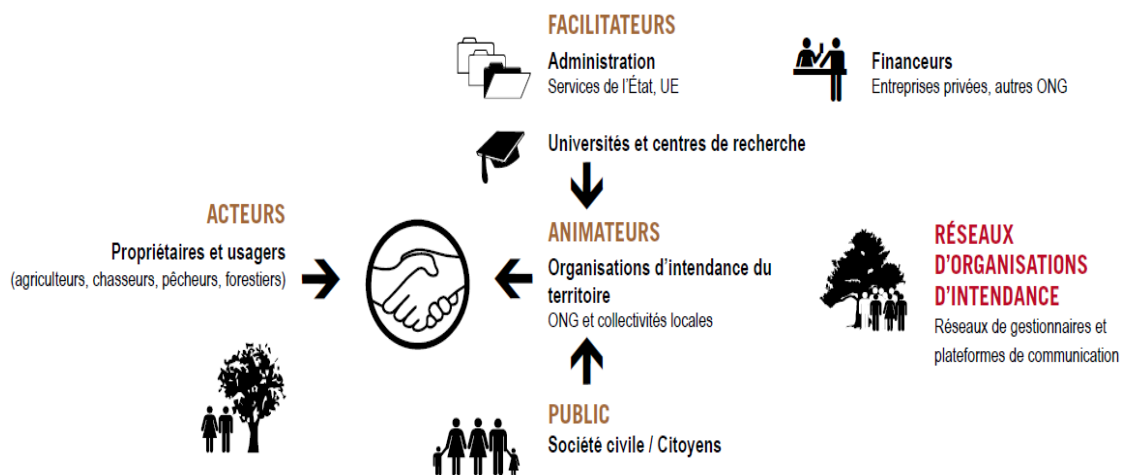 FACILITATEURS
Administration
Services de l'État, UE
Financeurs
Entreprises privées, autres ONG
Universités et centres de recherche
ACTEURS
Propriétaires et usagers
(agriculteurs, chasseurs, pêcheurs, forestiers)
ANIMATEURS
Organisations d'intendance du
territoire
ONG et collectivités locales
RÉSEAUX
D'ORGANISATIONS
D'INTENDANCE
Réseaux de gestionnaires et
plateformes de communication
PUBLIC
Société civile / Citoyens